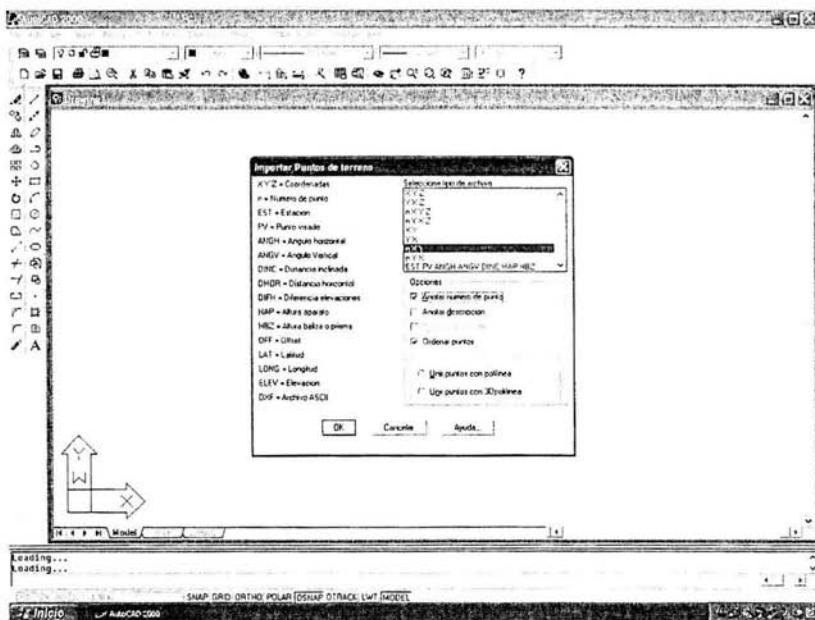 AutoCAD 2000
Importar Puntos de terreno
XYZ = Coordenadas
n = Numero de punto
EST = Estacion
PV = Punto visado
ANGH = Angulo horizontal
ANGV = Angulo Vertical
DINC = Distancia inclinada
DHOR = Distancia horizontal
DIFH = Diferencia elevaciones
HAP = Altura aparato
HBZ = Altura baliza o prisma
OFF = Offset
LAT = Latitud
LONG = Longitud
ELEV = Elevacion
DXF = Archivo ASCII
Seleccione tipo de archivo
XYZ
YXZ
nXYZ
nYXZ
XY
YX
nXY
nYX
EST PV ANGH ANGV DINC HAP HBZ
Opciones
Anotar numero de punto
Anotar descripcion
Ordenar puntos
Unir puntos con polilinea
Unir puntos con 3Dpolilinea
OK
Cancelar
Ayuda...
Y
W
X
Model
Loading...
Loading...
SNAP GRID ORTHO POLAR OSNAP OTRACK LWT MODEL
Inicio
AutoCAD 2000